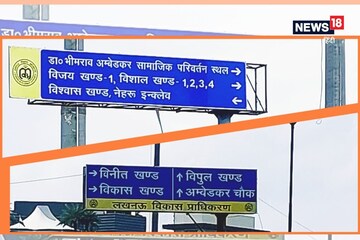 NEWS 18
डा० भीमराव अम्बेडकर सामाजिक परिवर्तन स्थल →
विजय खण्ड-1, विशाल खण्ड-1,2,3,4 →
विश्वास खण्ड, नेहरू इन्क्लेव ←
→ विनीत खण्ड ↑ विपुल खण्ड
→ विकास खण्ड ↑ अम्बेडकर चौक
लखनऊ विकास प्राधिकरण